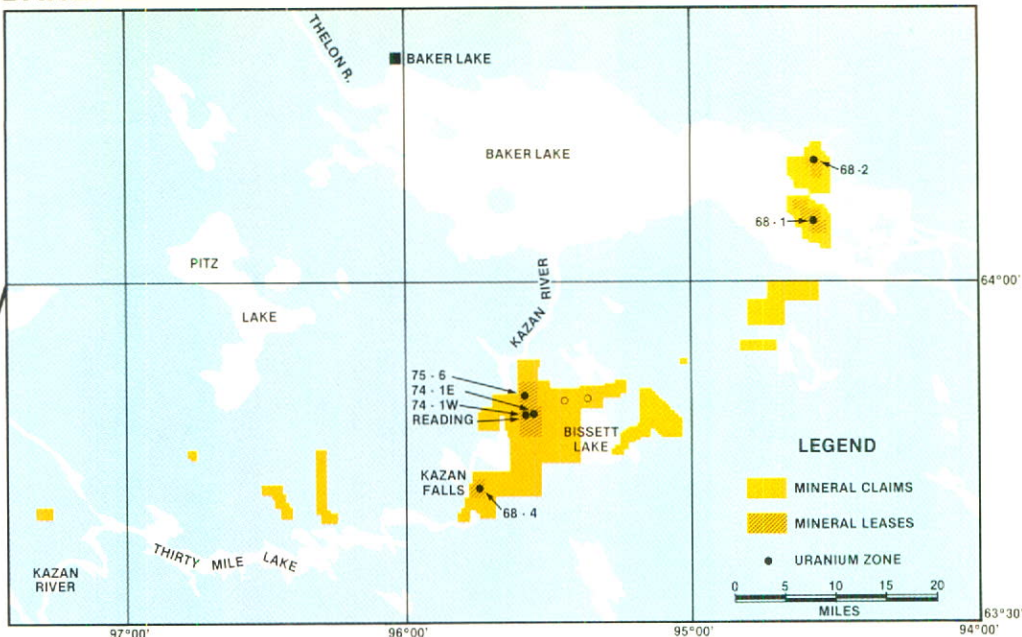 THELON R.
BAKER LAKE
BAKER LAKE
68-2
68-1
PITZ
LAKE
64°00'
KAZAN RIVER
75-6
74-1E
74-1W
READING
BISSETT
LAKE
KAZAN
FALLS
68-4
THIRTY MILE LAKE
KAZAN
RIVER
LEGEND
MINERAL CLAIMS
MINERAL LEASES
URANIUM ZONE
0 5 10 15 20
MILES
63°30'
97°00' 96°00' 95°00' 94°00'